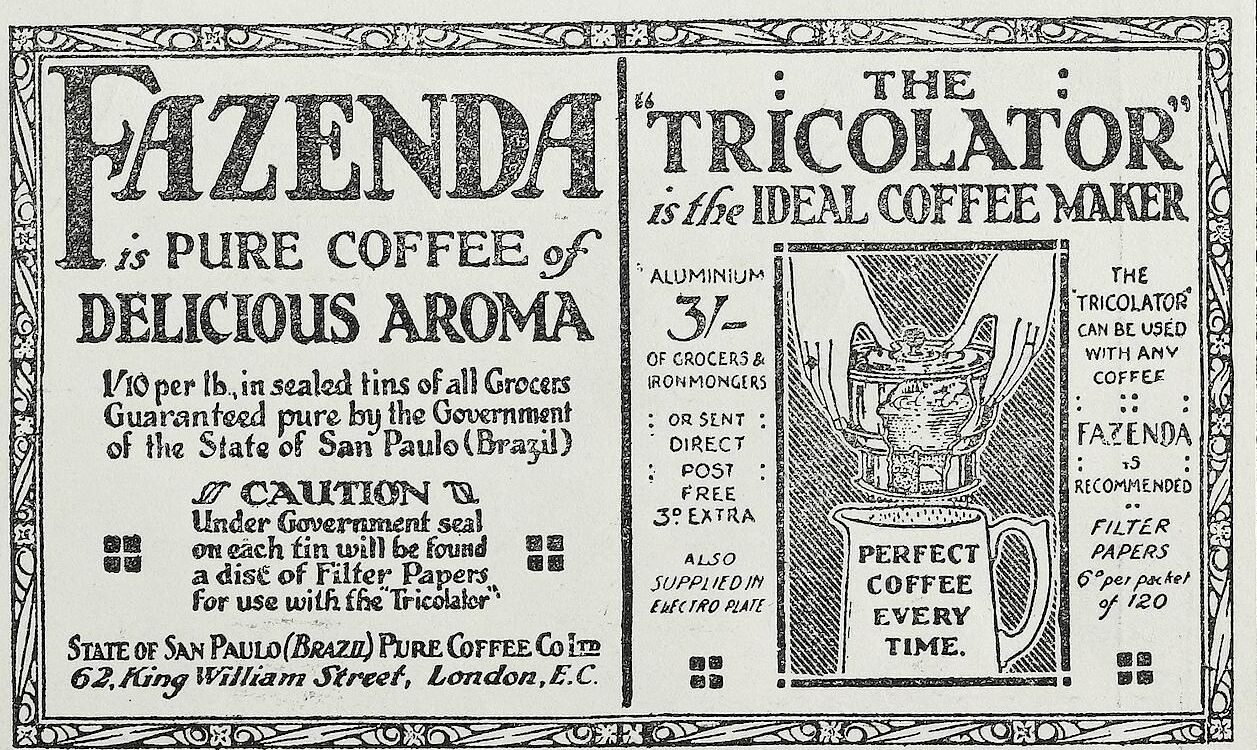 FAZENDA
is PURE COFFEE of
DELICIOUS AROMA
1/10 per lb., in sealed tins of all Grocers
Guaranteed pure by the Government
of the State of San Paulo (Brazil)
CAUTION
Under Government seal
on each tin will be found
a disc of Filter Papers
for use with the "Tricolator"
STATE OF SAN PAULO (BRAZIL) PURE COFFEE CO LTD
62, King William Street, London, E.C.
THE
"TRICOLATOR"
is the IDEAL COFFEE MAKER
ALUMINIUM
3/-
OF GROCERS &
IRONMONGERS
OR SENT
DIRECT
POST
FREE
3D EXTRA
ALSO
SUPPLIED IN
ELECTRO PLATE
PERFECT
COFFEE
EVERY
TIME.
THE
"TRICOLATOR"
CAN BE USED
WITH ANY
COFFEE
FAZENDA
IS
RECOMMENDED
FILTER
PAPERS
6D per packet
of 120